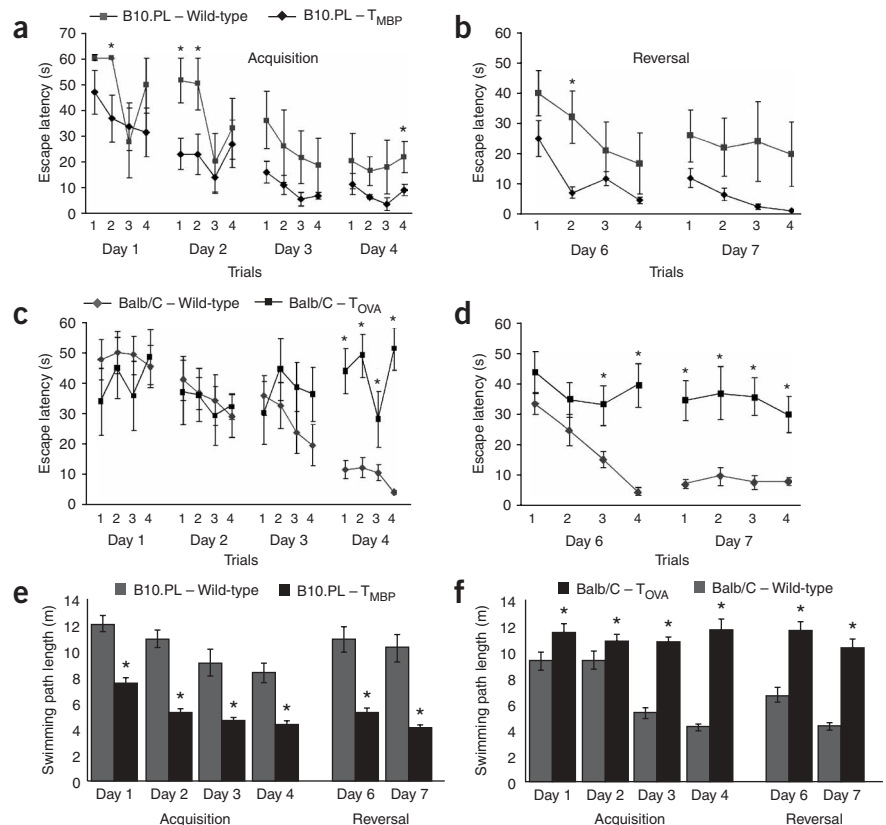 a
B10.PL – Wild-type B10.PL – TMBP
Acquisition
Escape latency (s)
70
60
50
40
30
20
10
0
* * * *
1 2 3 4 1 2 3 4 1 2 3 4 1 2 3 4
Day 1 Day 2 Day 3 Day 4
Trials
b
Reversal
Escape latency (s)
60
50
40
30
20
10
0
*
1 2 3 4 1 2 3 4
Day 6 Day 7
Trials
c
Balb/C – Wild-type Balb/C – TOVA
Escape latency (s)
60
50
40
30
20
10
0
* * * *
1 2 3 4 1 2 3 4 1 2 3 4 1 2 3 4
Day 1 Day 2 Day 3 Day 4
Trials
d
Escape latency (s)
60
50
40
30
20
10
0
* * * * * *
1 2 3 4 1 2 3 4
Day 6 Day 7
Trials
e
B10.PL – Wild-type B10.PL – TMBP
Swimming path length (m)
14
12
10
8
6
4
2
0
* * * * * *
Day 1 Day 2 Day 3 Day 4 Day 6 Day 7
Acquisition Reversal
f
Balb/C – TOVA Balb/C – Wild-type
Swimming path length (m)
14
12
10
8
6
4
2
0
* * * * * *
Day 1 Day 2 Day 3 Day 4 Day 6 Day 7
Acquisition Reversal